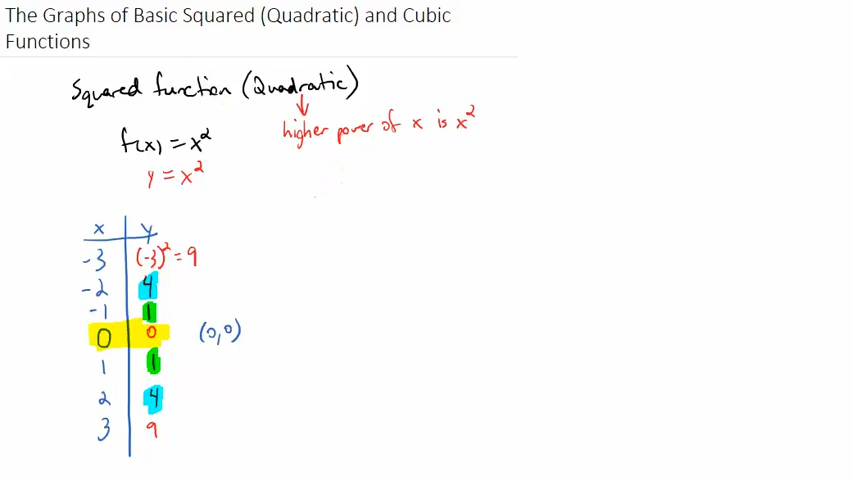 The Graphs of Basic Squared (Quadratic) and Cubic
Functions
Squared function (Quadratic)
higher power of x is x²
f(x) = x²
y = x²
x y
-3 (-3)² = 9
-2 4
-1 1
0 0 (0,0)
1 1
2 4
3 9